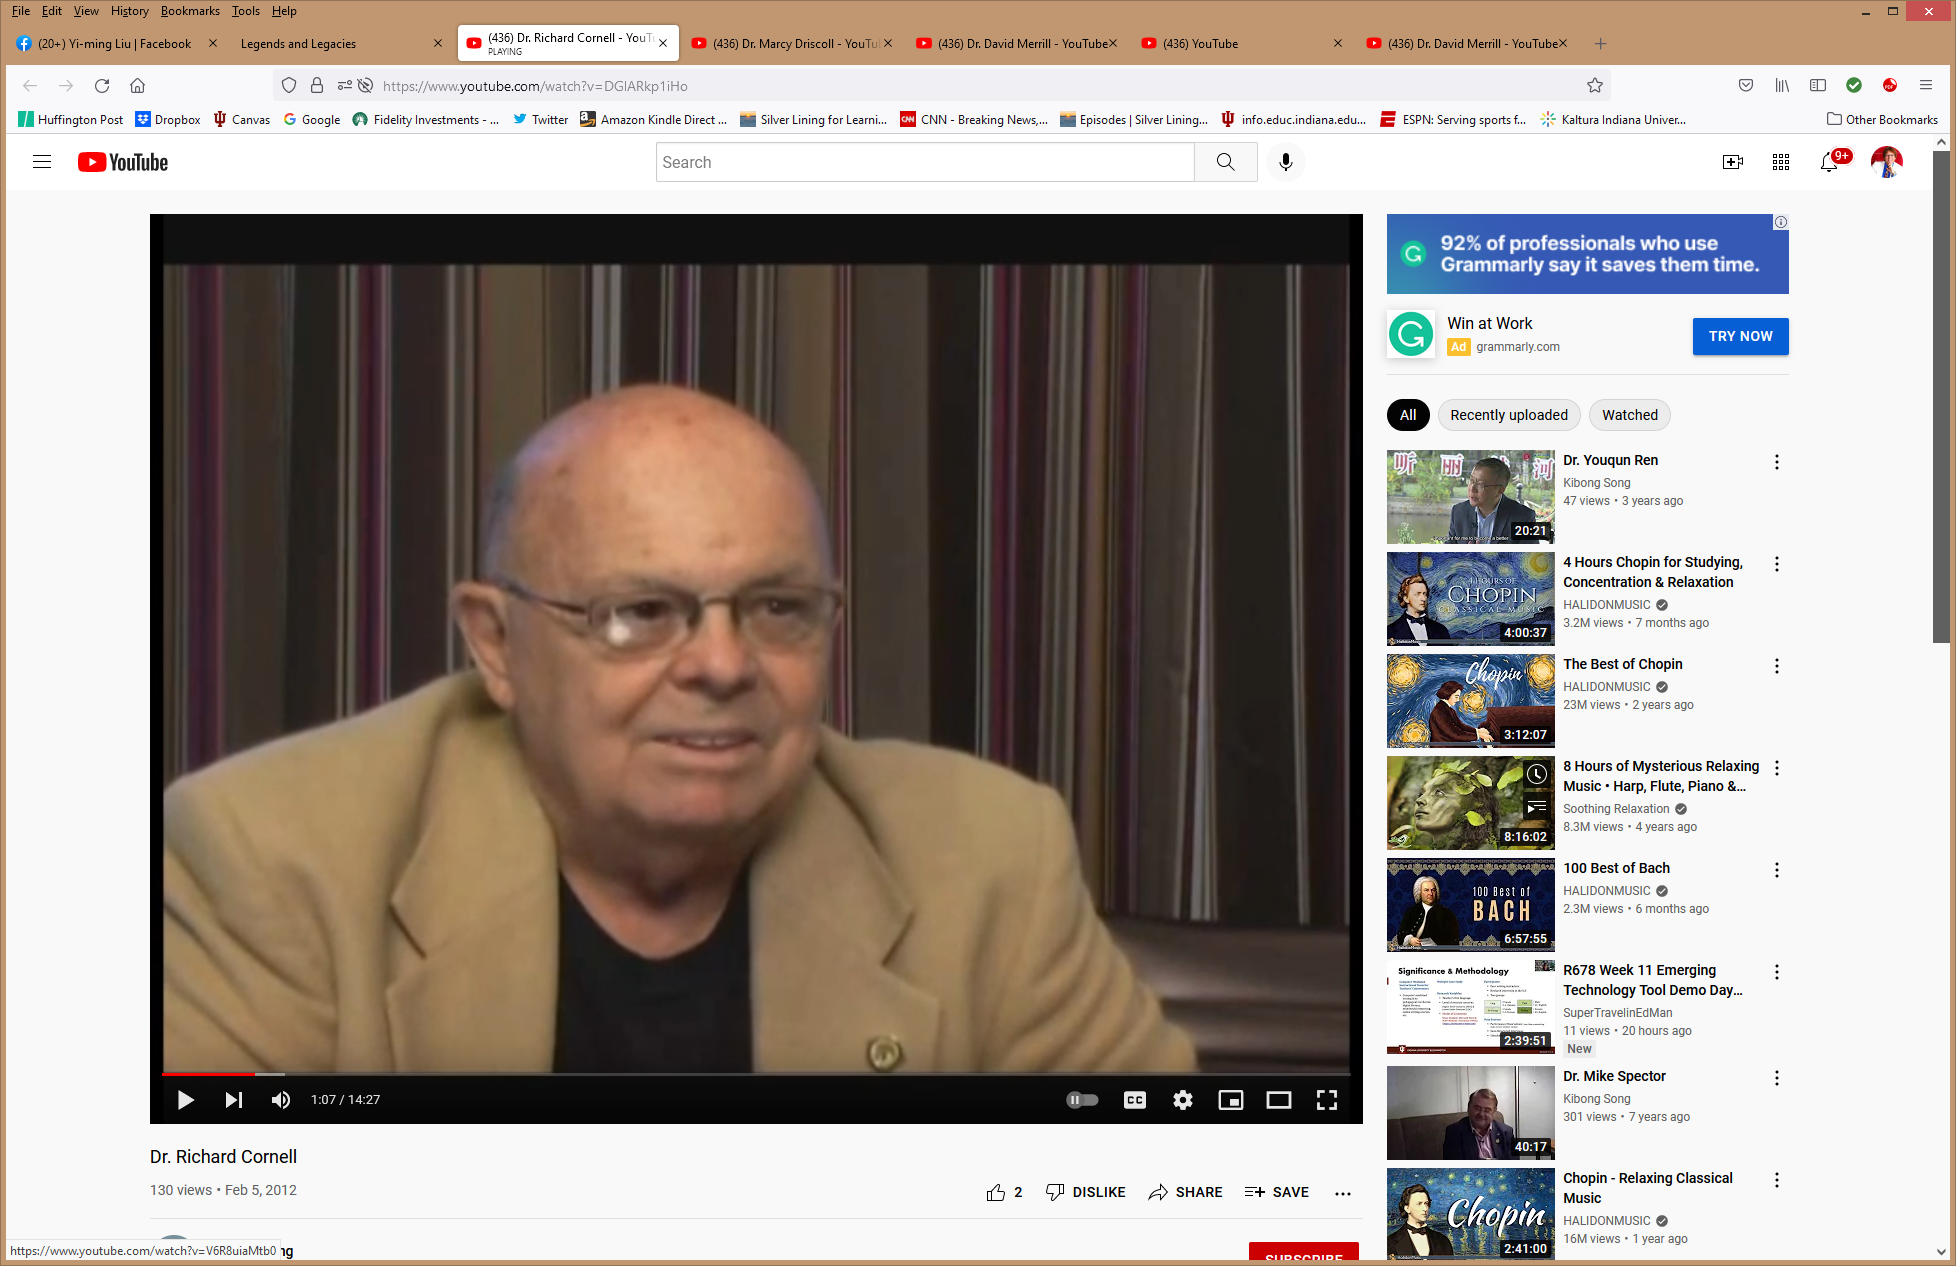 File Edit View History Bookmarks Tools Help
(20+) Yi-ming Liu | Facebook
Legends and Legacies
(436) Dr. Richard Cornell - YouTu
PLAYING
(436) Dr. Marcy Driscoll - YouTu
(436) Dr. David Merrill - YouTube
(436) YouTube
(436) Dr. David Merrill - YouTube
https://www.youtube.com/watch?v=DGlARkp1iHo
Huffington Post Dropbox Canvas Google Fidelity Investments - ... Twitter Amazon Kindle Direct ... Silver Lining for Learni... CNN - Breaking News,... Episodes | Silver Lining... info.educ.indiana.edu... ESPN: Serving sports f... Kaltura Indiana Univer... Other Bookmarks
YouTube
Search
9+
92% of professionals who use
Grammarly say it saves them time.
Win at Work
Ad grammarly.com
TRY NOW
All Recently uploaded Watched
Dr. Youqun Ren
Kibong Song
47 views • 3 years ago
20:21
4 HOURS OF
CHOPIN
CLASSICAL MUSIC
4:00:37
4 Hours Chopin for Studying,
Concentration & Relaxation
HALIDONMUSIC
3.2M views • 7 months ago
Chopin
3:12:07
The Best of Chopin
HALIDONMUSIC
23M views • 2 years ago
8:16:02
8 Hours of Mysterious Relaxing
Music • Harp, Flute, Piano &...
Soothing Relaxation
8.3M views • 4 years ago
100 Best of
BACH
6:57:55
100 Best of Bach
HALIDONMUSIC
2.3M views • 6 months ago
Significance & Methodology
2:39:51
R678 Week 11 Emerging
Technology Tool Demo Day...
SuperTravelinEdMan
11 views • 20 hours ago
New
40:17
Dr. Mike Spector
Kibong Song
301 views • 7 years ago
Chopin
2:41:00
Chopin - Relaxing Classical
Music
HALIDONMUSIC
16M views • 1 year ago
1:07 / 14:27
CC
Dr. Richard Cornell
130 views • Feb 5, 2012
2 DISLIKE SHARE SAVE
SUBSCRIBE
https://www.youtube.com/watch?v=V6R8uiaMtb0
ng